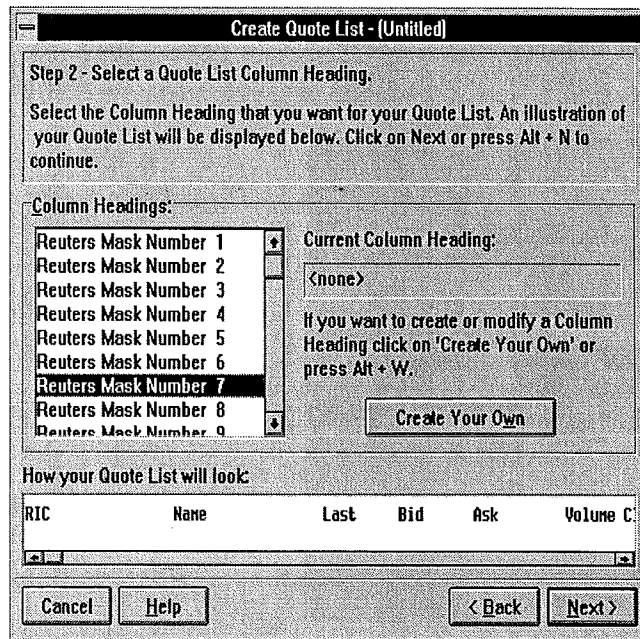 Create Quote List - (Untitled)
Step 2 - Select a Quote List Column Heading.
Select the Column Heading that you want for your Quote List. An illustration of
your Quote List will be displayed below. Click on Next or press Alt + N to
continue.
Column Headings:
Reuters Mask Number 1
Reuters Mask Number 2
Reuters Mask Number 3
Reuters Mask Number 4
Reuters Mask Number 5
Reuters Mask Number 6
Reuters Mask Number 7
Reuters Mask Number 8
Reuters Mask Number 9
Current Column Heading:
<none>
If you want to create or modify a Column
Heading click on 'Create Your Own' or
press Alt + W.
Create Your Own
How your Quote List will look:
RIC Name Last Bid Ask Volume C
Cancel Help < Back Next >